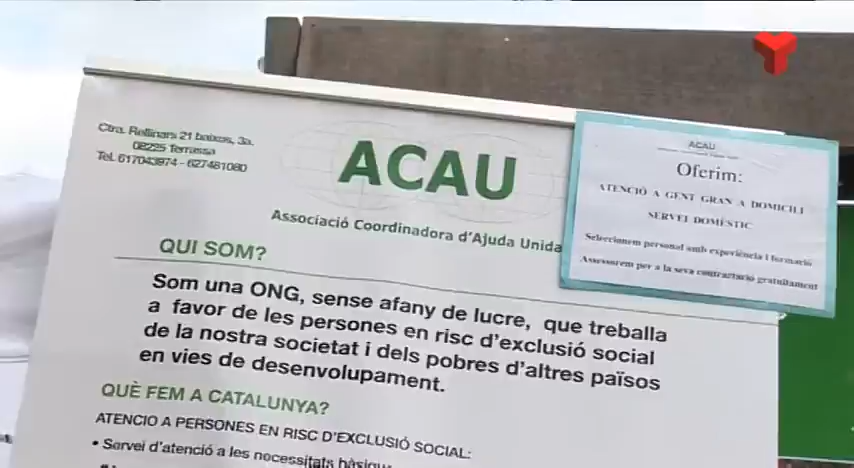 Ctra. Rellinars 21 baixos, 3a.
08225 Terrassa
Tel. 617043974 - 627481080
ACAU
Associació Coordinadora d'Ajuda Unida
QUI SOM?
Som una ONG, sense afany de lucre, que treballa
a favor de les persones en risc d'exclusió social
de la nostra societat i dels pobres d'altres països
en vies de desenvolupament.
QUÈ FEM A CATALUNYA?
ATENCIO A PERSONES EN RISC D'EXCLUSIÓ SOCIAL:
• Servei d'atenció a les necessitats bàsiqu
ACAU
Oferim:
ATENCIÓ A GENT GRAN A DOMICILI
SERVEI DOMÈSTIC
Seleccionem personal amb experiència i formació
Assessorem per a la seva contractació gratuïtament